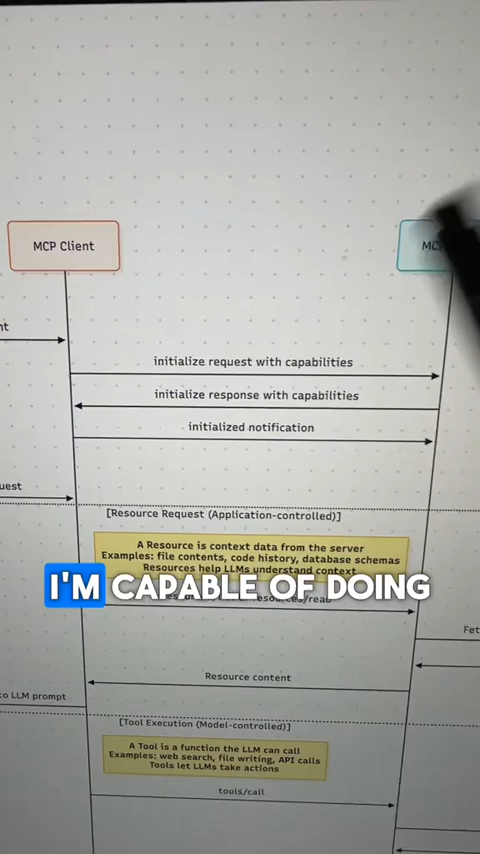 MCP Client
MC
nt
initialize request with capabilities
initialize response with capabilities
initialized notification
uest
[Resource Request (Application-controlled)]
A Resource is context data from the server
Examples: file contents, code history, database schemas
Resources help LLMs understand context
I'M CAPABLE OF DOING
Fet
Resource content
to LLM prompt
[Tool Execution (Model-controlled)]
A Tool is a function the LLM can call
Examples: web search, file writing, API calls
Tools let LLMs take actions
tools/call